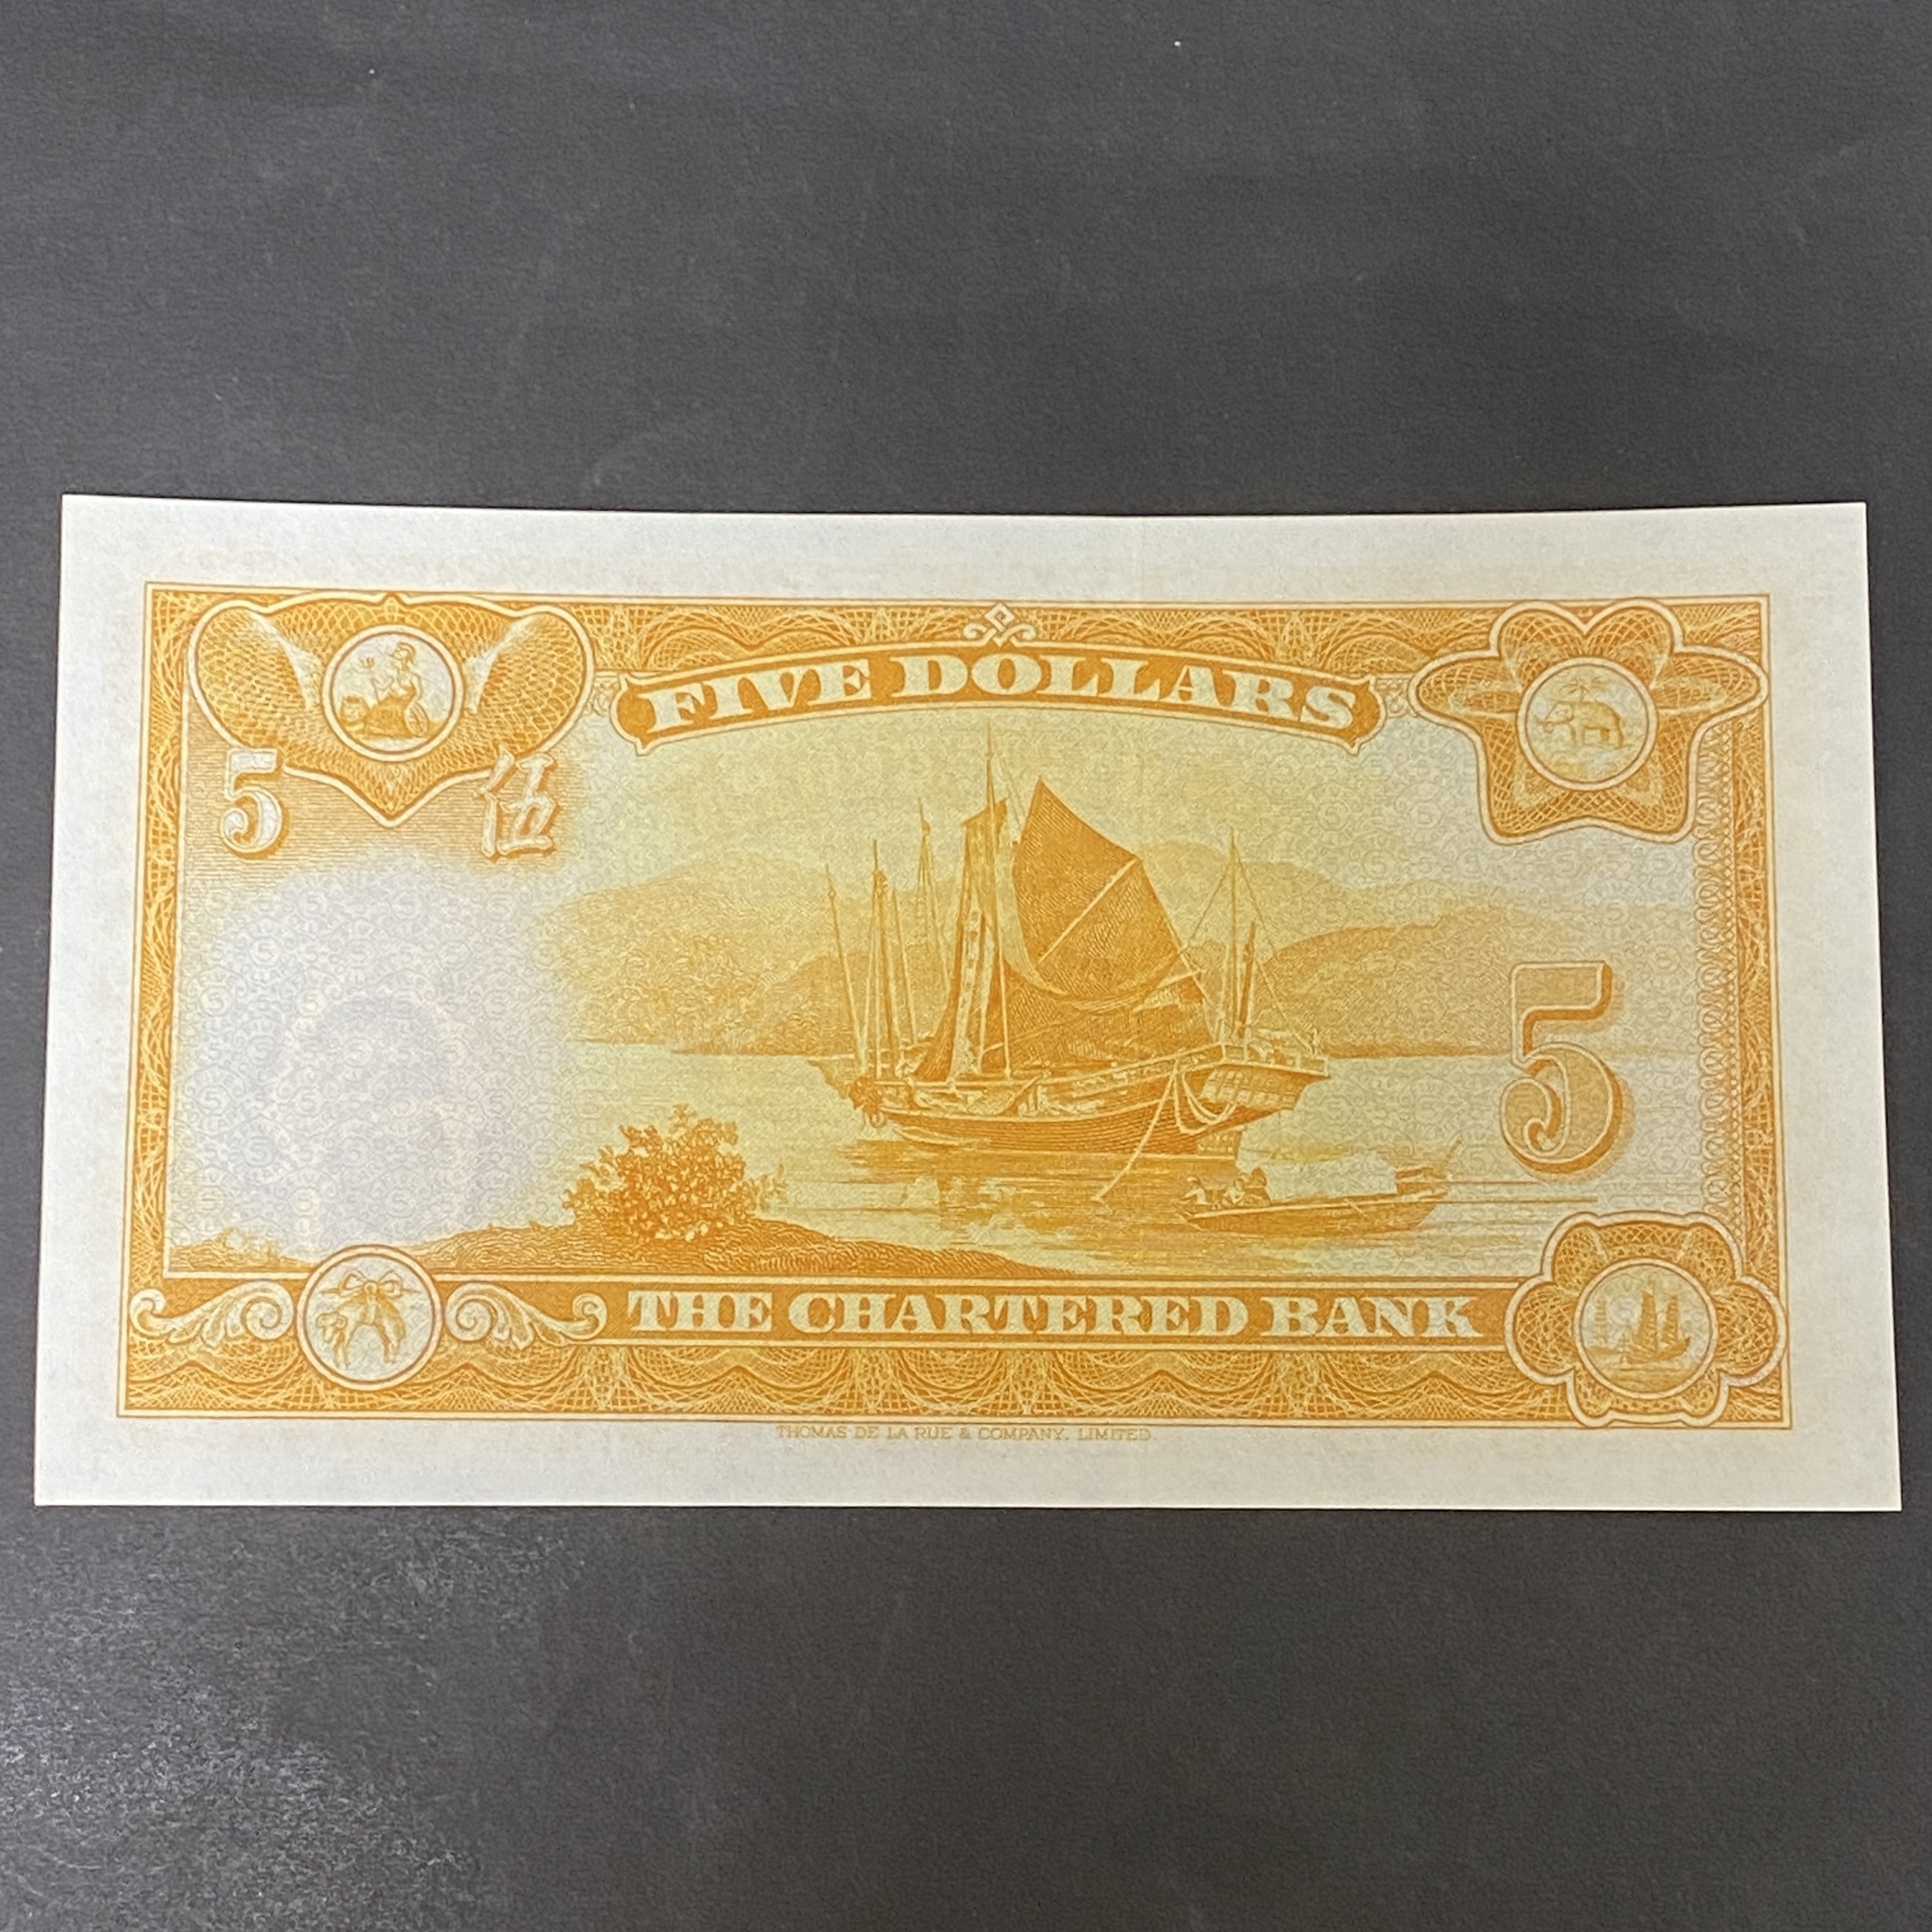 FIVE DOLLARS
5 伍
5
THE CHARTERED BANK
THOMAS DE LA RUE & COMPANY, LIMITED